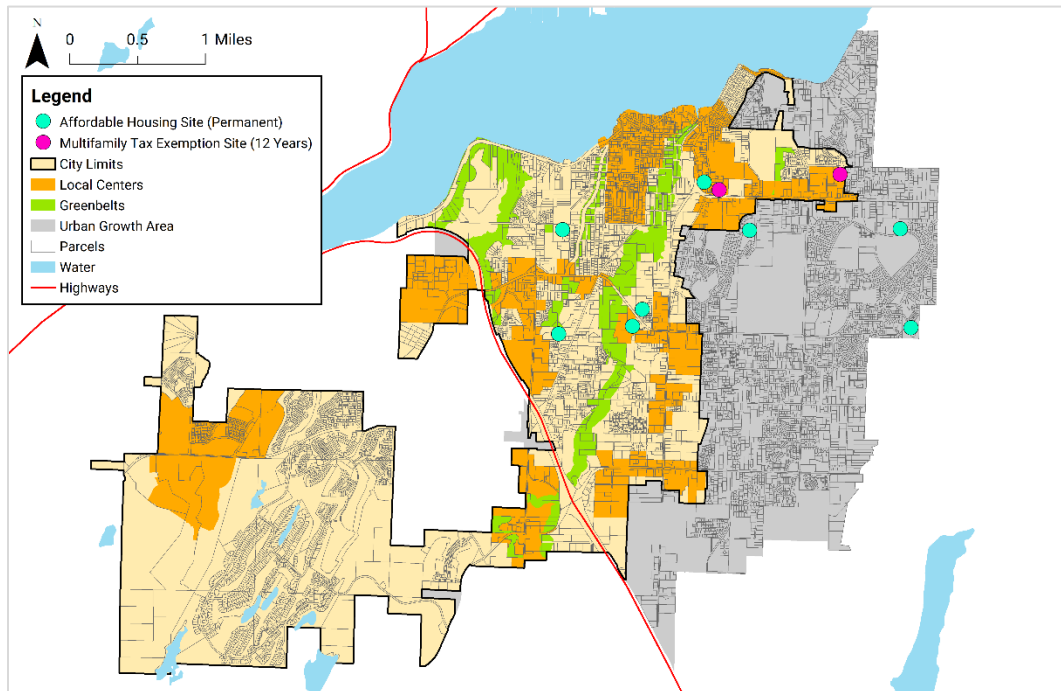 N
0 0.5 1 Miles
Legend
Affordable Housing Site (Permanent)
Multifamily Tax Exemption Site (12 Years)
City Limits
Local Centers
Greenbelts
Urban Growth Area
Parcels
Water
Highways